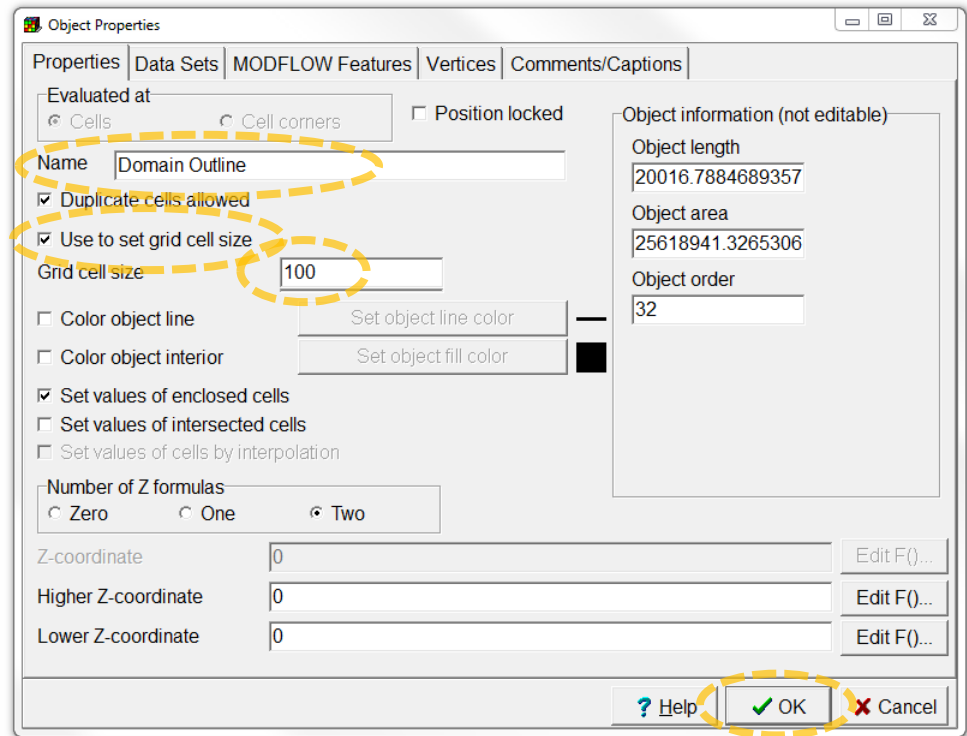 Object Properties
Properties Data Sets MODFLOW Features Vertices Comments/Captions
Evaluated at
Cells Cell corners
Position locked
Name Domain Outline
Duplicate cells allowed
Use to set grid cell size
Grid cell size 100
Color object line Set object line color
Color object interior Set object fill color
Set values of enclosed cells
Set values of intersected cells
Set values of cells by interpolation
Object information (not editable)
Object length
20016.7884689357
Object area
25618941.3265306
Object order
32
Number of Z formulas
Zero One Two
Z-coordinate 0 Edit F()...
Higher Z-coordinate 0 Edit F()...
Lower Z-coordinate 0 Edit F()...
? Help OK Cancel